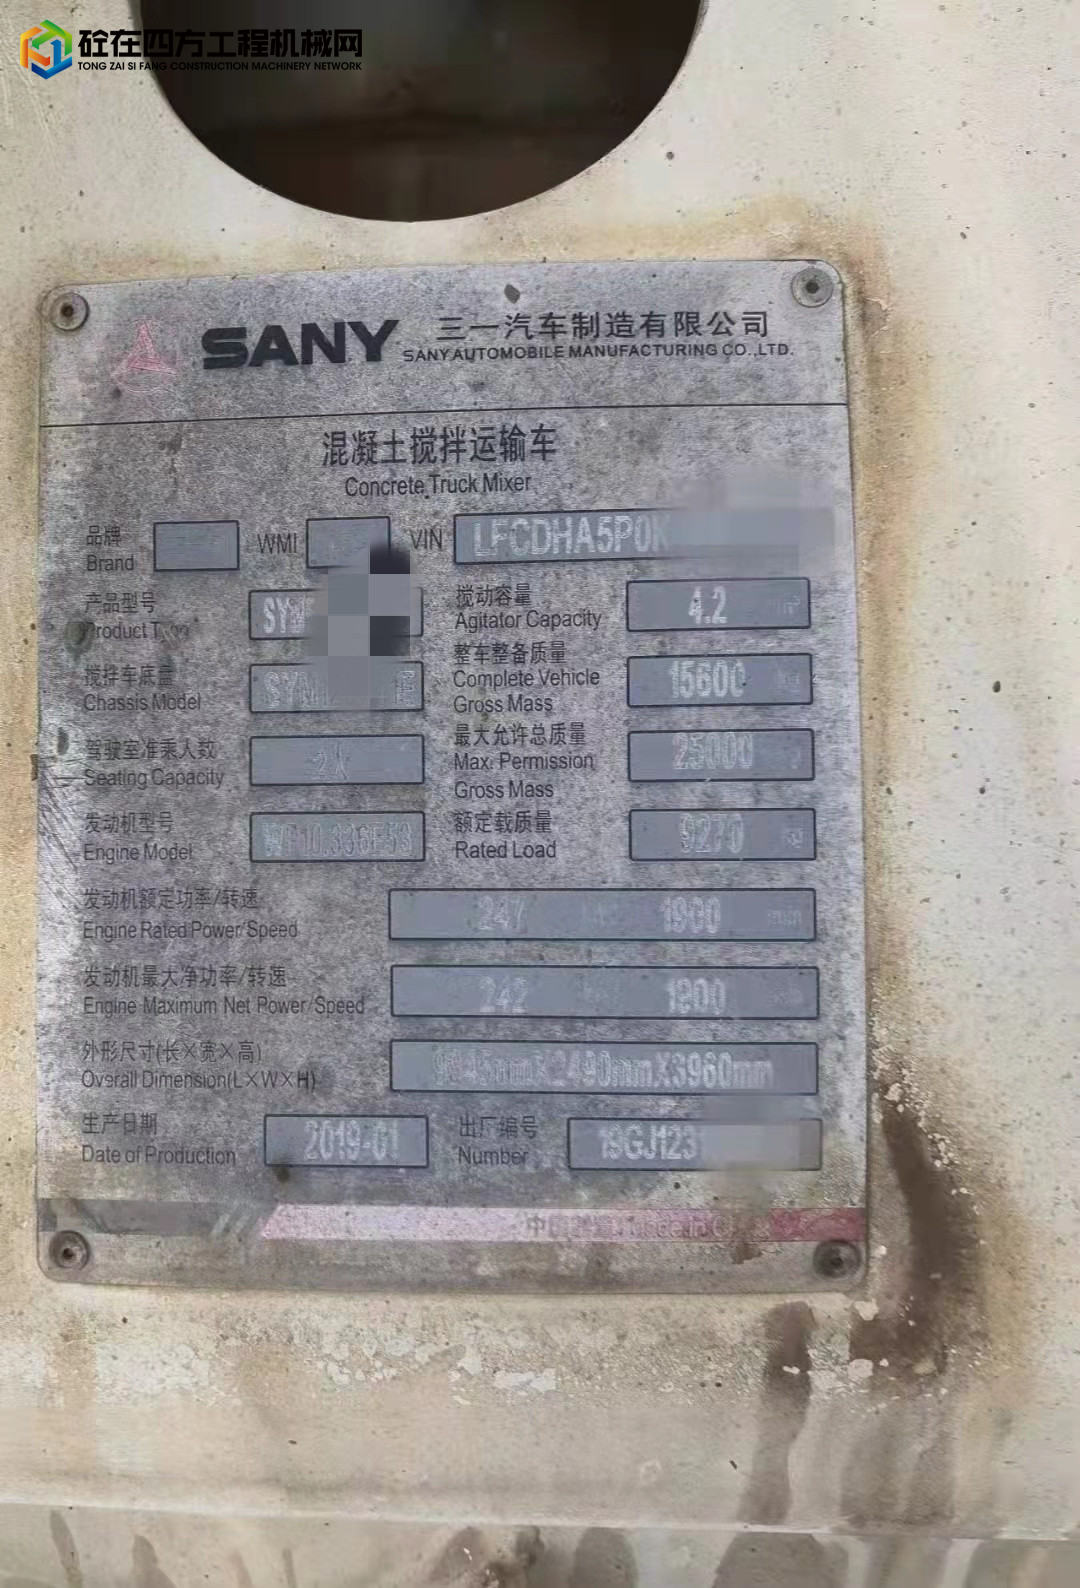 砼在四方工程机械网
TONG ZAI SI FANG CONSTRUCTION MACHINERY NETWORK
SANY 三一汽车制造有限公司
SANY AUTOMOBILE MANUFACTURING CO.,LTD.
混凝土搅拌运输车
Concrete Truck Mixer
品牌
Brand WMI VIN LFCDHA5P0K
产品型号 搅动容量
Product Type Agitator Capacity 4.2 m³
搅拌车底盘 整车整备质量
Chassis Model Complete Vehicle 15600
Gross Mass
驾驶室准乘人数 最大允许总质量
Seating Capacity 2人 Max. Permission 25000
Gross Mass
发动机型号 额定载质量
Engine Model Rated Load 9270 kg
发动机额定功率/转速
Engine Rated Power/Speed 247 1900
发动机最大净功率/转速
Engine Maximum Net Power/Speed 242 1800
外形尺寸(长×宽×高)
Overall Dimension(L×W×H)
生产日期 出厂编号
Date of Production 2019-01 Number 19GJ123